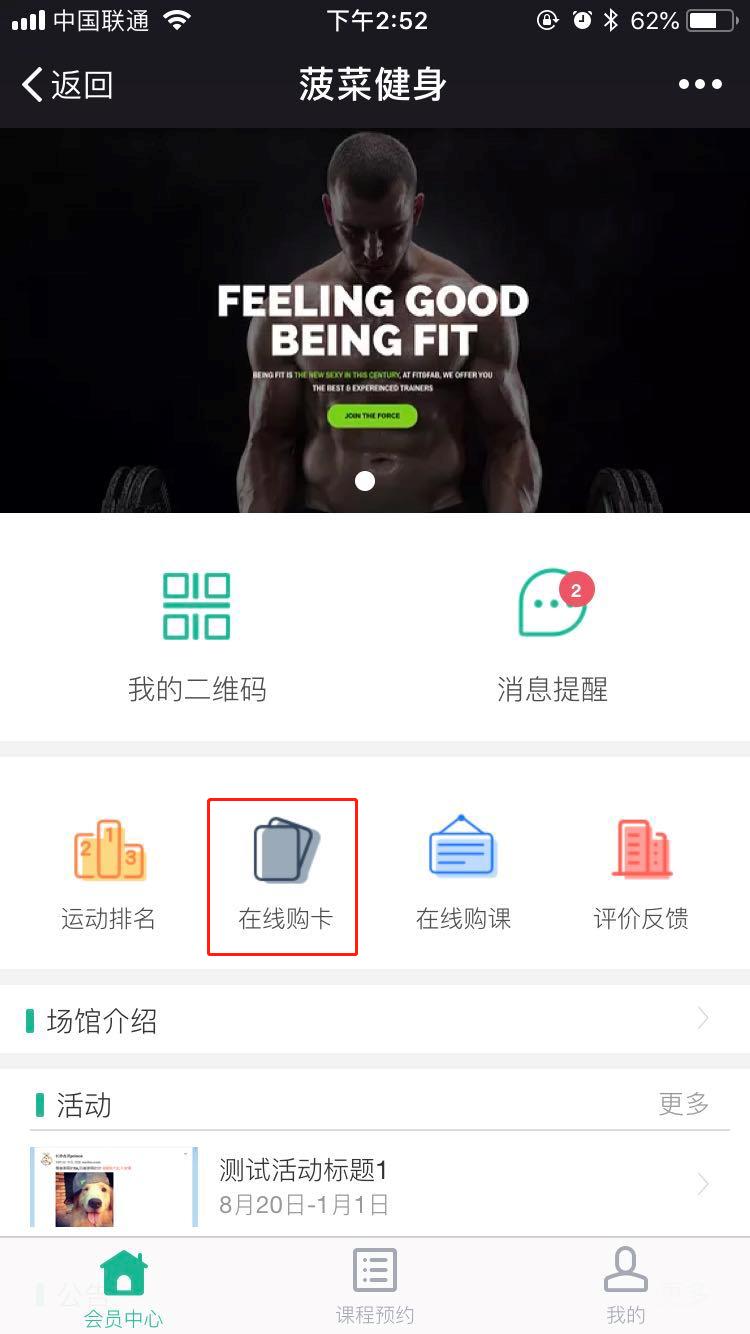 中国联通 下午2:52 62%
返回 菠菜健身
FEELING GOOD
BEING FIT
BEING FIT IS THE NEW SEXY IN THIS CENTURY, AT FIT&FAB, WE OFFER YOU
THE BEST & EXPEREINCED TRAINERS
JOIN THE FORCE
2
我的二维码 消息提醒
2 1 3
运动排名 在线购卡 在线购课 评价反馈
场馆介绍
活动 更多
测试活动标题1
8月20日-1月1日
公告 更多
会员中心 课程预约 我的